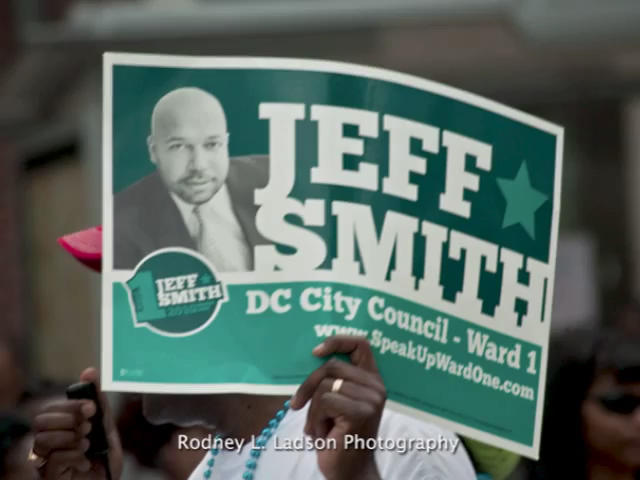 JEFF
SMITH
JEFF
SMITH
DC City Council - Ward 1
www.SpeakUpWardOne.com
Rodney L. Ladson Photography